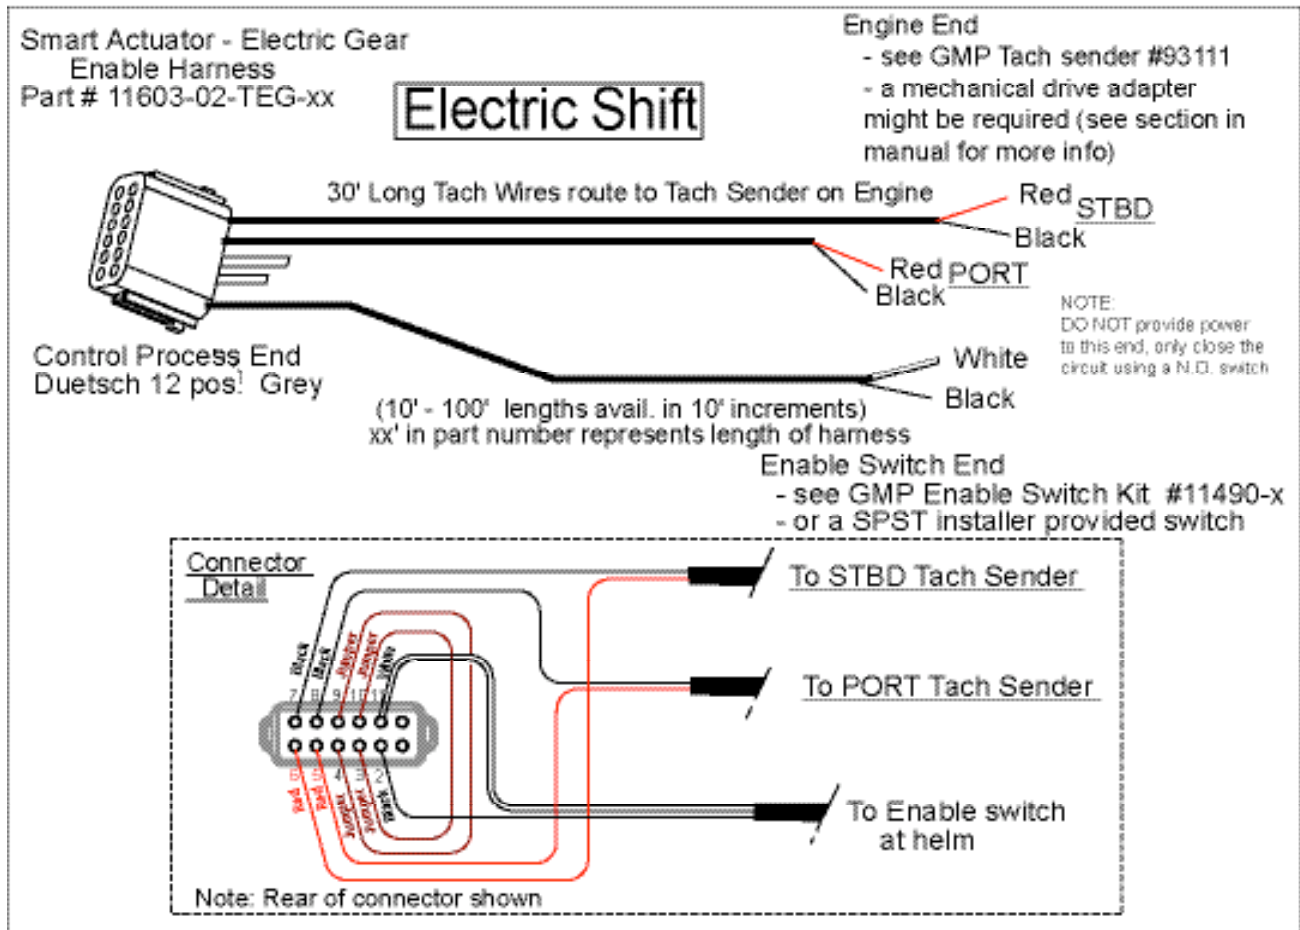 Smart Actuator - Electric Gear
Enable Harness
Part # 11603-02-TEG-xx
Electric Shift
Engine End
- see GMP Tach sender #93111
- a mechanical drive adapter
might be required (see section in
manual for more info)
30' Long Tach Wires route to Tach Sender on Engine
Red STBD
Black
Red PORT
Black
NOTE:
DO NOT provide power
to this end, only close the
circuit using a N.O. switch
Control Process End
Duetsch 12 pos. Grey
White
Black
(10' - 100' lengths avail. in 10' increments)
xx' in part number represents length of harness
Enable Switch End
- see GMP Enable Switch Kit #11490-x
- or a SPST installer provided switch
Connector
Detail
To STBD Tach Sender
Black Black Jumper Jumper White
7 8 9 10 11
To PORT Tach Sender
6 5 4 3 2
Red Red Jumper Jumper Black
To Enable switch
at helm
Note: Rear of connector shown